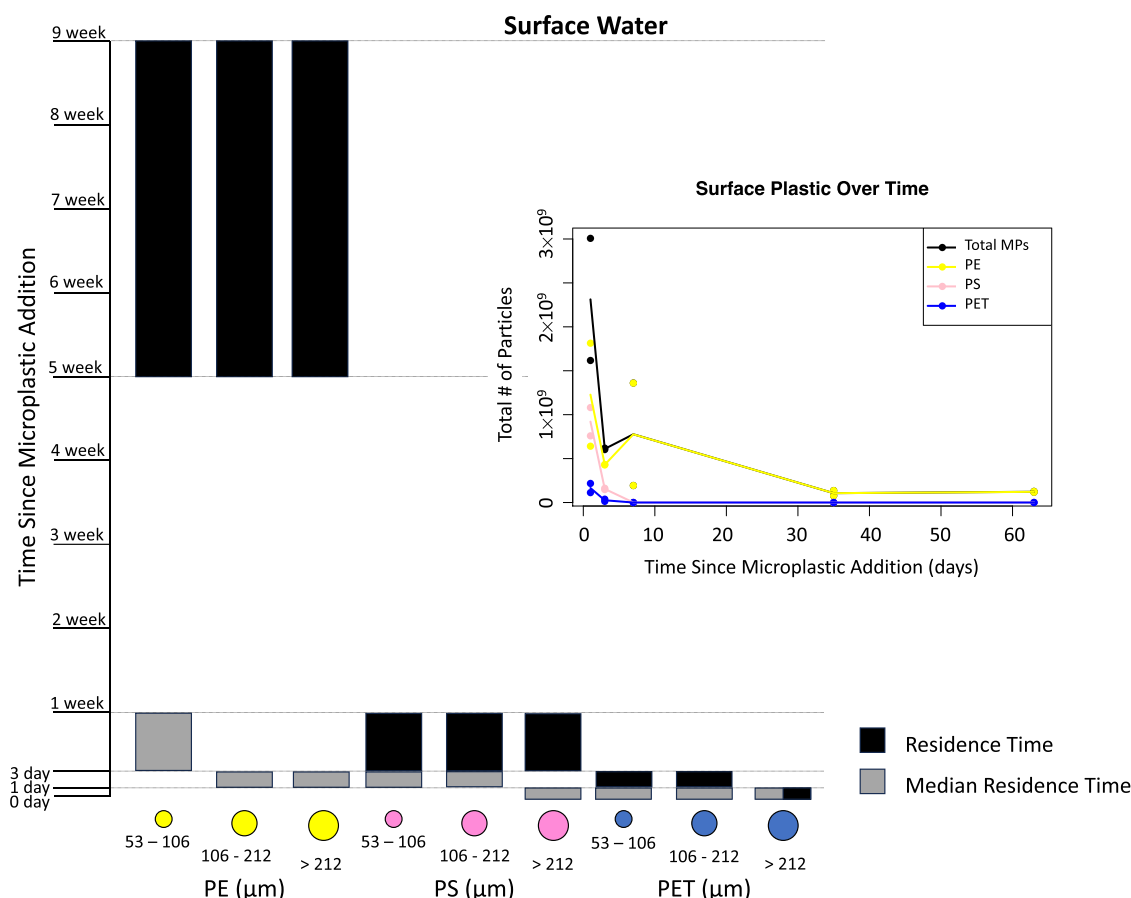 Surface Water
9 week
8 week
7 week
6 week
5 week
4 week
3 week
2 week
1 week
3 day
1 day
0 day
Time Since Microplastic Addition
Surface Plastic Over Time
3×10⁹
2×10⁹
1×10⁹
0
Total # of Particles
Total MPs
PE
PS
PET
0 10 20 30 40 50 60
Time Since Microplastic Addition (days)
Residence Time
Median Residence Time
53 – 106
106 - 212
> 212
53 – 106
106 - 212
> 212
53 – 106
106 - 212
> 212
PE (µm) PS (µm) PET (µm)